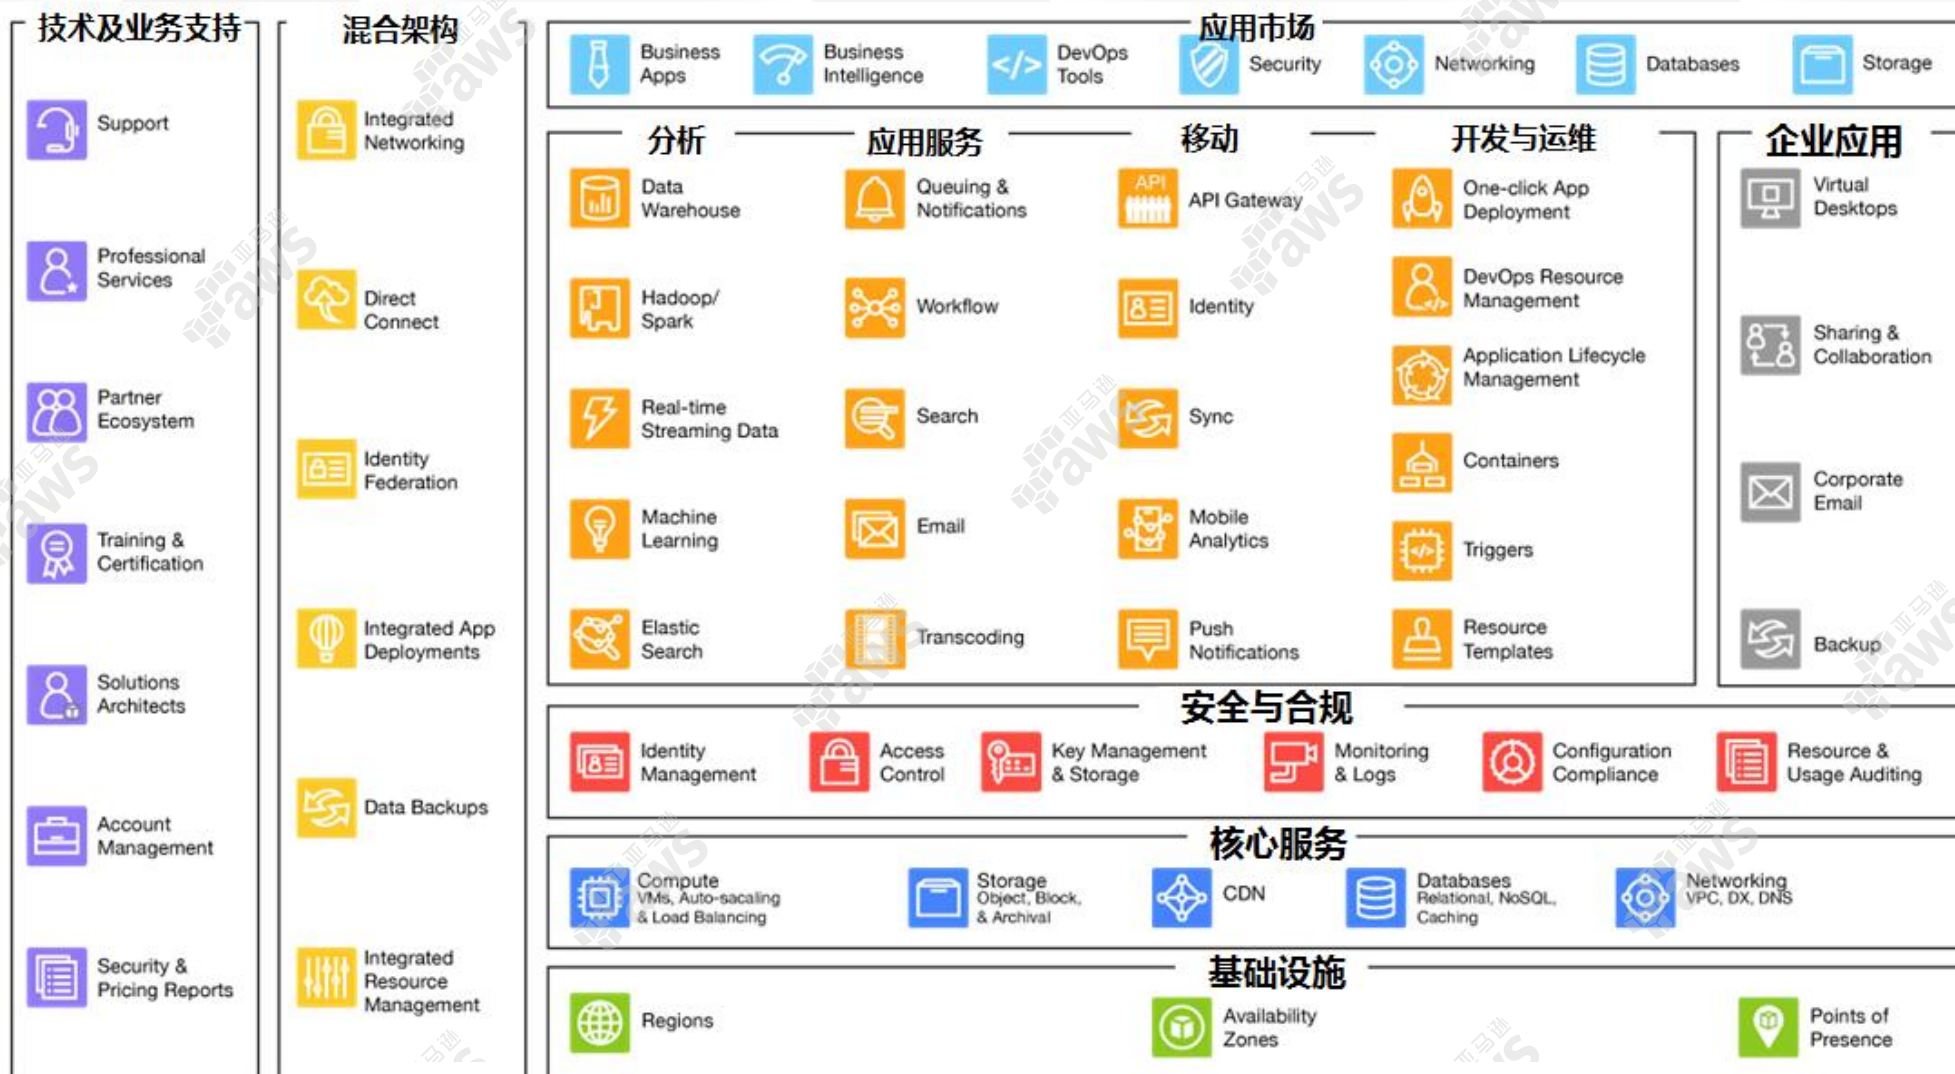 技术及业务支持
Support
Professional
Services
Partner
Ecosystem
Training &
Certification
Solutions
Architects
Account
Management
Security &
Pricing Reports
混合架构
Integrated
Networking
Direct
Connect
Identity
Federation
Integrated App
Deployments
Data Backups
Integrated
Resource
Management
应用市场
Business
Apps
Business
Intelligence
DevOps
Tools
Security
Networking
Databases
Storage
分析
Data
Warehouse
Hadoop/
Spark
Real-time
Streaming Data
Machine
Learning
Elastic
Search
应用服务
Queuing &
Notifications
Workflow
Search
Email
Transcoding
移动
API
API Gateway
Identity
Sync
Mobile
Analytics
Push
Notifications
开发与运维
One-click App
Deployment
DevOps Resource
Management
Application Lifecycle
Management
Containers
Triggers
Resource
Templates
企业应用
Virtual
Desktops
Sharing &
Collaboration
Corporate
Email
Backup
安全与合规
Identity
Management
Access
Control
Key Management
& Storage
Monitoring
& Logs
Configuration
Compliance
Resource &
Usage Auditing
核心服务
Compute
VMs, Auto-sacaling
& Load Balancing
Storage
Object, Block,
& Archival
CDN
Databases
Relational, NoSQL,
Caching
Networking
VPC, DX, DNS
基础设施
Regions
Availability
Zones
Points of
Presence
亚马逊
aws